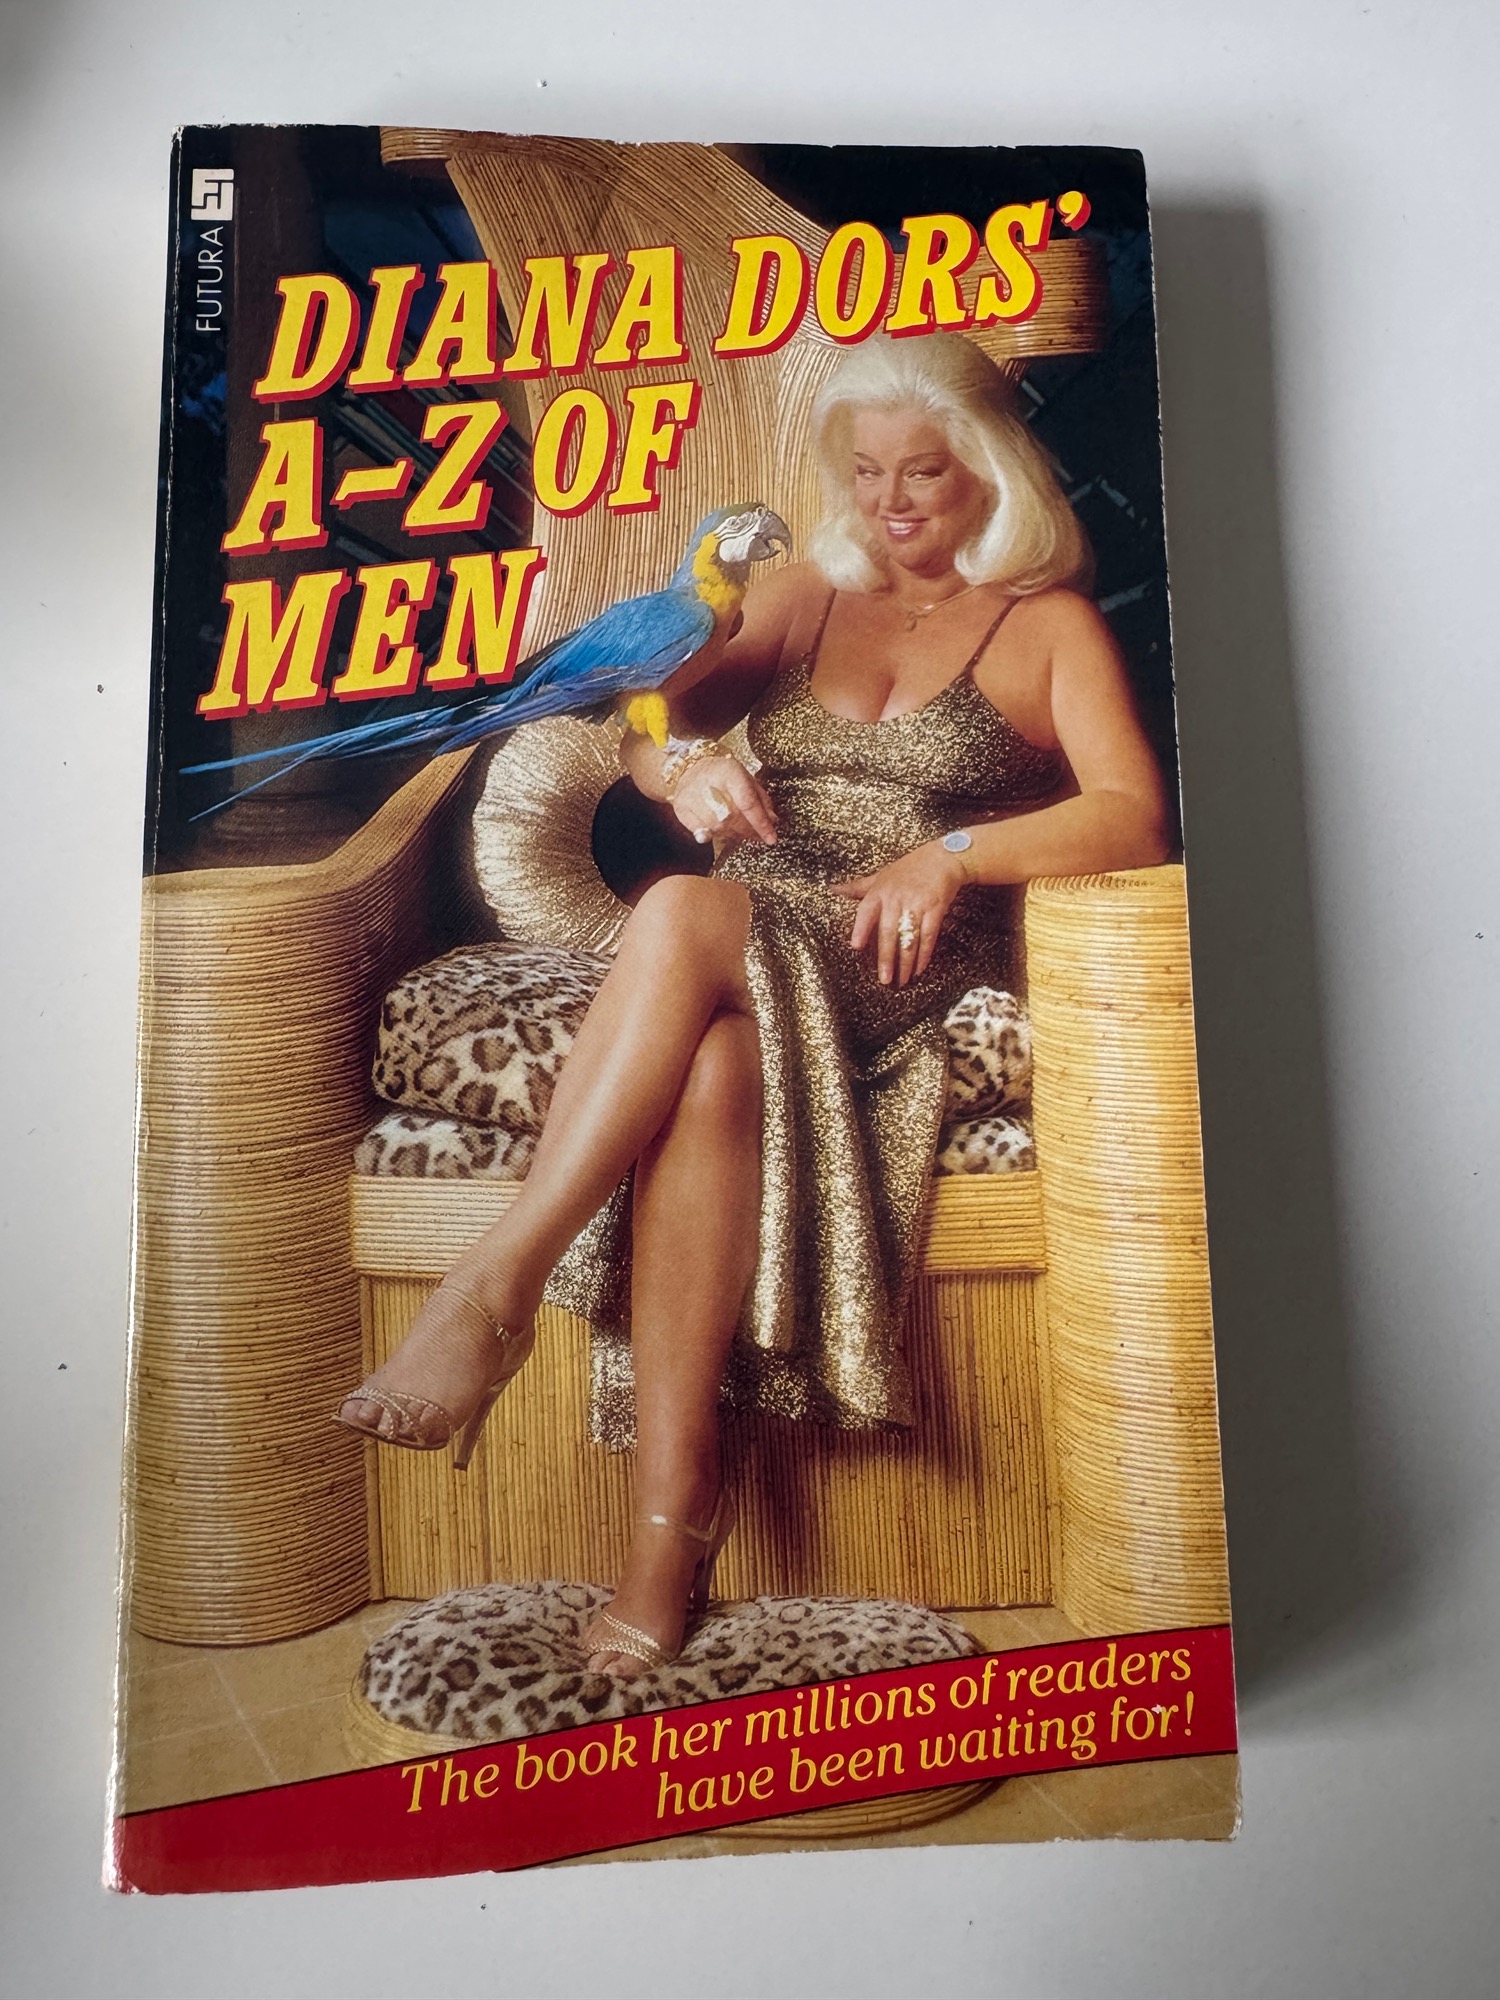 FUTURA
DIANA DORS'
A-Z OF
MEN
The book her millions of readers
have been waiting for!